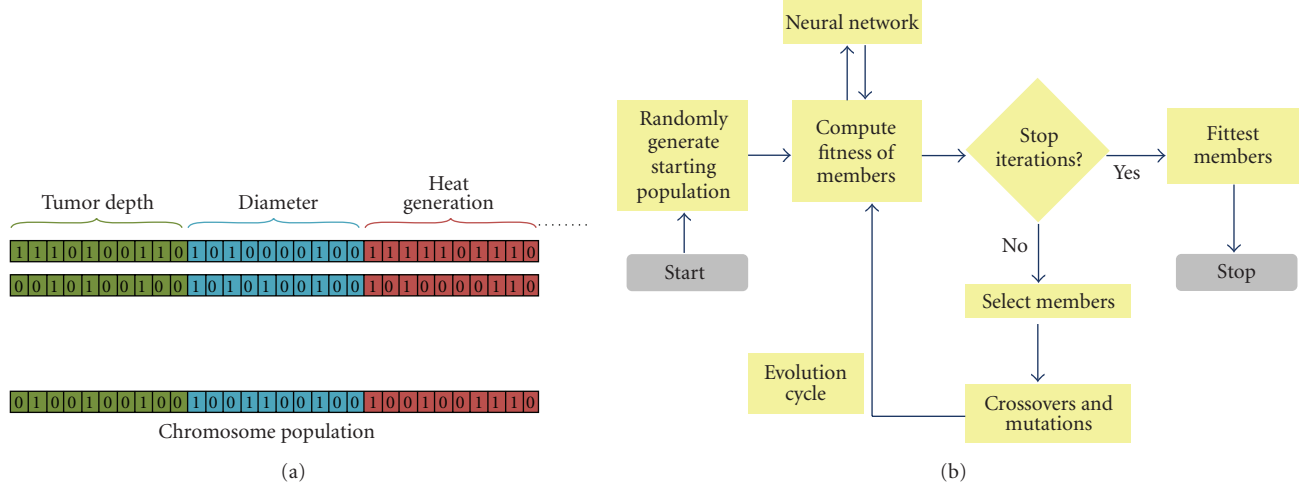 Tumor depth
Diameter
Heat
generation
1 1 1 0 1 0 0 1 1 0 1 0 1 0 0 0 0 1 0 0 1 1 1 1 1 0 1 1 1 0
0 0 1 0 1 0 0 1 0 0 1 0 1 0 1 0 0 1 0 0 1 0 1 0 0 0 0 1 1 0
0 1 0 0 1 0 0 1 0 0 1 0 0 1 1 0 0 1 0 0 1 0 0 1 0 0 1 1 1 0
Chromosome population
(a)
Neural network
Randomly
generate
starting
population
Compute
fitness of
members
Stop
iterations?
Yes
Fittest
members
No
Start
Stop
Select members
Evolution
cycle
Crossovers and
mutations
(b)